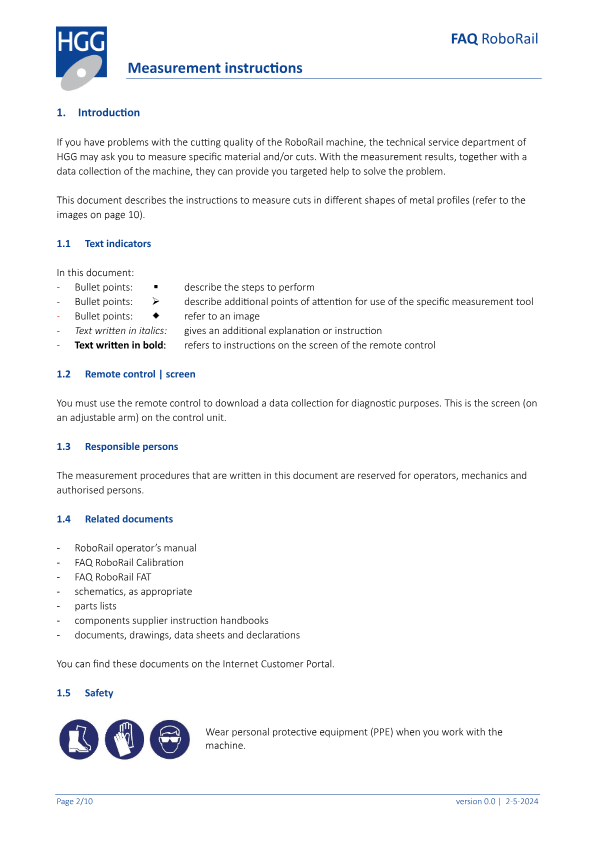 HGG
FAQ RoboRail
Measurement instructions
1. Introduction
If you have problems with the cutting quality of the RoboRail machine, the technical service department of
HGG may ask you to measure specific material and/or cuts. With the measurement results, together with a
data collection of the machine, they can provide you targeted help to solve the problem.
This document describes the instructions to measure cuts in different shapes of metal profiles (refer to the
images on page 10).
1.1 Text indicators
In this document:
- Bullet points: ▪ describe the steps to perform
- Bullet points: ➢ describe additional points of attention for use of the specific measurement tool
- Bullet points: ◆ refer to an image
- Text written in italics: gives an additional explanation or instruction
- Text written in bold: refers to instructions on the screen of the remote control
1.2 Remote control | screen
You must use the remote control to download a data collection for diagnostic purposes. This is the screen (on
an adjustable arm) on the control unit.
1.3 Responsible persons
The measurement procedures that are written in this document are reserved for operators, mechanics and
authorised persons.
1.4 Related documents
- RoboRail operator's manual
- FAQ RoboRail Calibration
- FAQ RoboRail FAT
- schematics, as appropriate
- parts lists
- components supplier instruction handbooks
- documents, drawings, data sheets and declarations
You can find these documents on the Internet Customer Portal.
1.5 Safety
Wear personal protective equipment (PPE) when you work with the
machine.
Page 2/10
version 0.0 | 2-5-2024